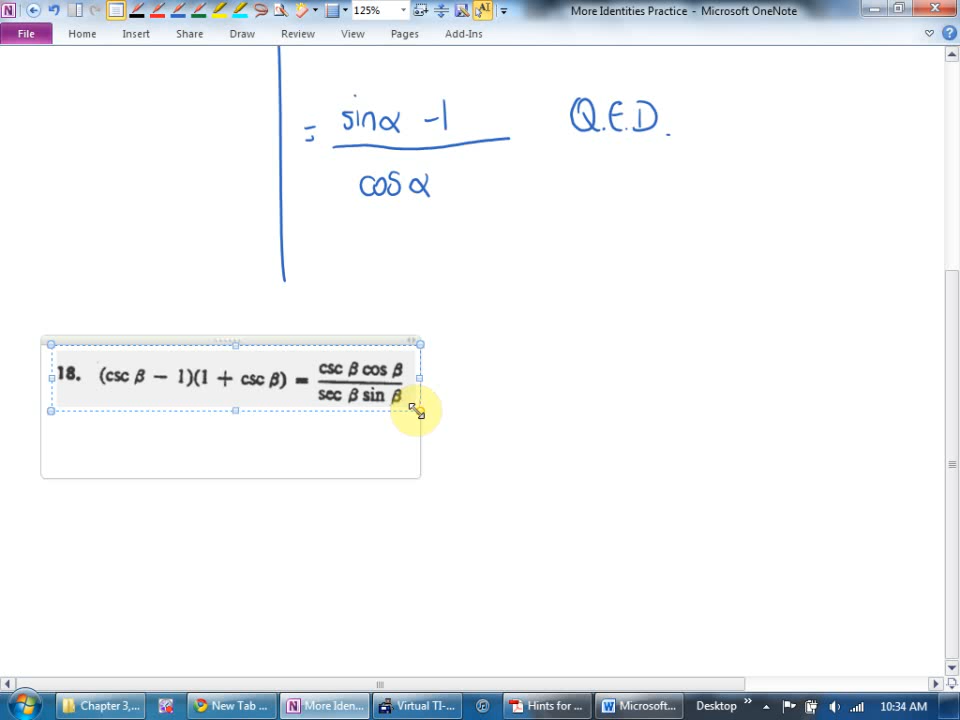 125%
More Identities Practice - Microsoft OneNote
File Home Insert Share Draw Review View Pages Add-Ins
sinα -1 Q.E.D.
=
cosα
18. (csc β − 1)(1 + csc β) = csc β cos β
sec β sin β
Chapter 3,... New Tab ... More Iden... Virtual TI-... Hints for ... Microsoft... Desktop » 10:34 AM